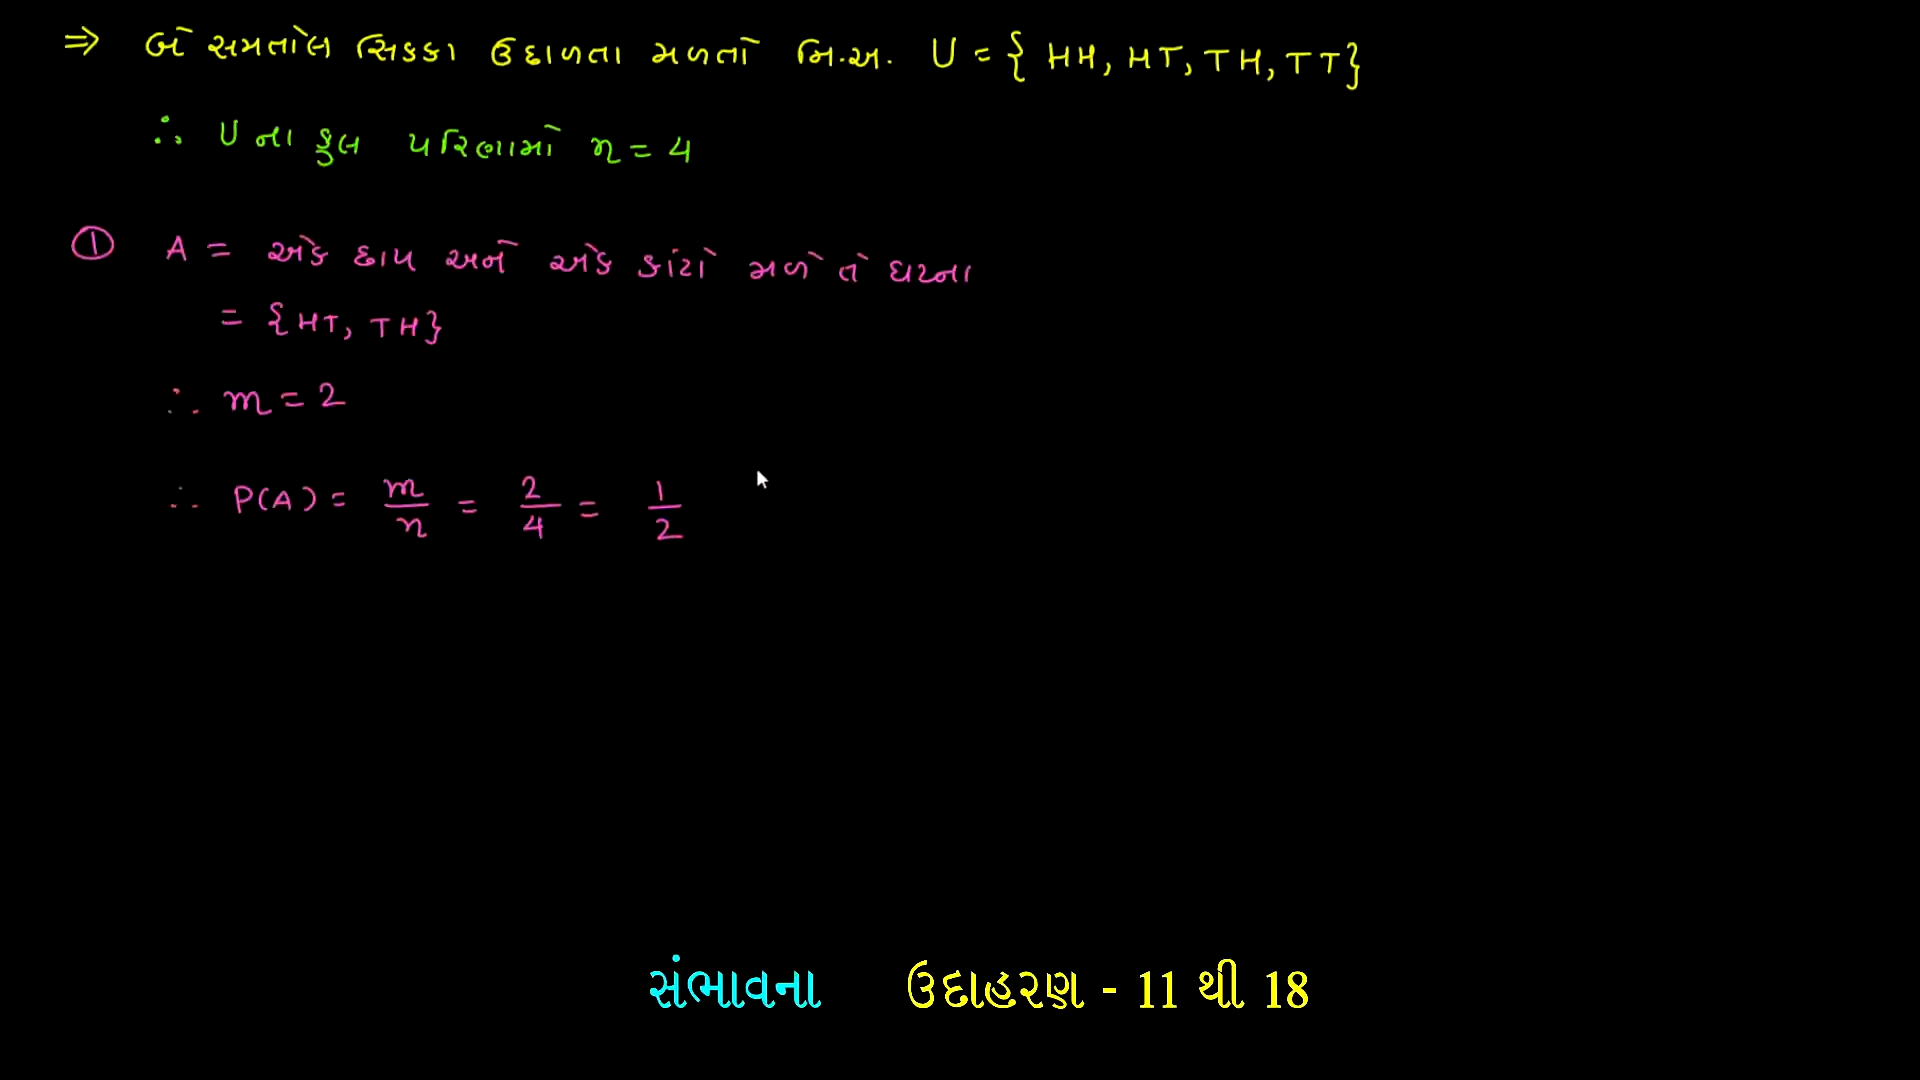 ⇒ બે સમતોલ સિક્કા ઉછાળતા મળતો નિ.અ. U = { HH, HT, TH, TT}
∴ U ના કુલ પરિણામો n = 4
① A = એક છાપ અને એક કાંટો મળે તે ઘટના
= {HT, TH}
∴ m = 2
∴ P(A) = m/n = 2/4 = 1/2
સંભાવના ઉદાહરણ - 11 થી 18